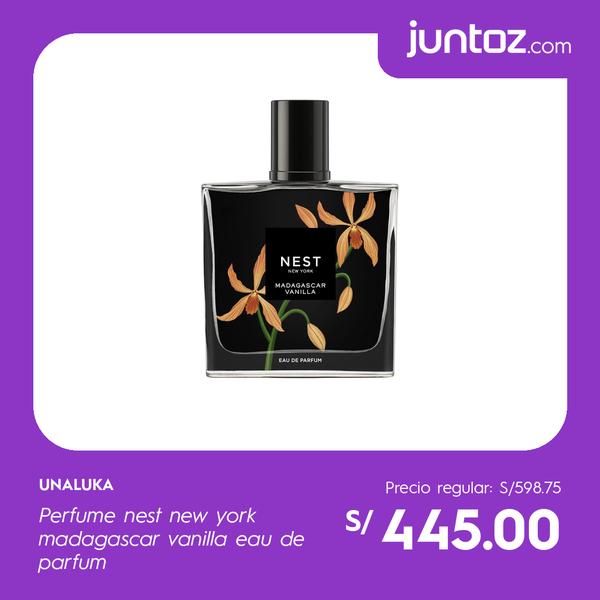 juntoz.com
NEST
NEW YORK
MADAGASCAR
VANILLA
EAU DE PARFUM
UNALUKA
Perfume nest new york
madagascar vanilla eau de
parfum
Precio regular: S/598.75
S/ 445.00